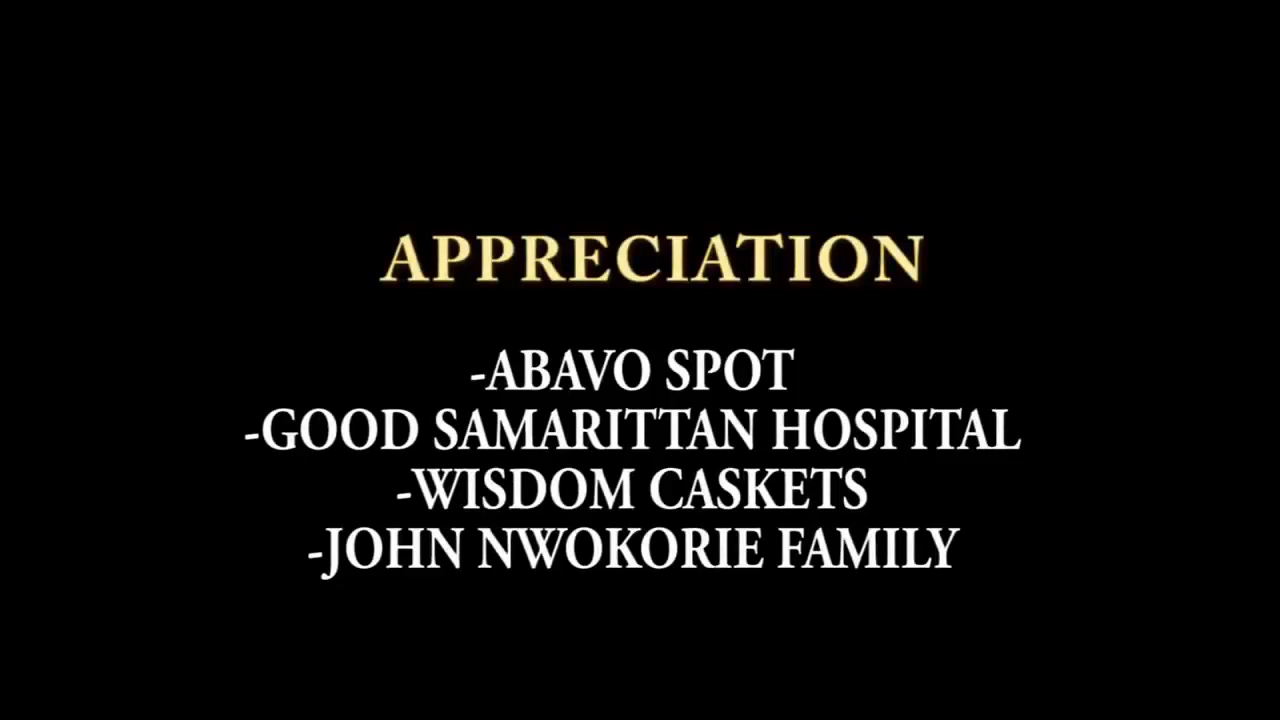 APPRECIATION
-ABAVO SPOT
-GOOD SAMARITTAN HOSPITAL
-WISDOM CASKETS
-JOHN NWOKORIE FAMILY